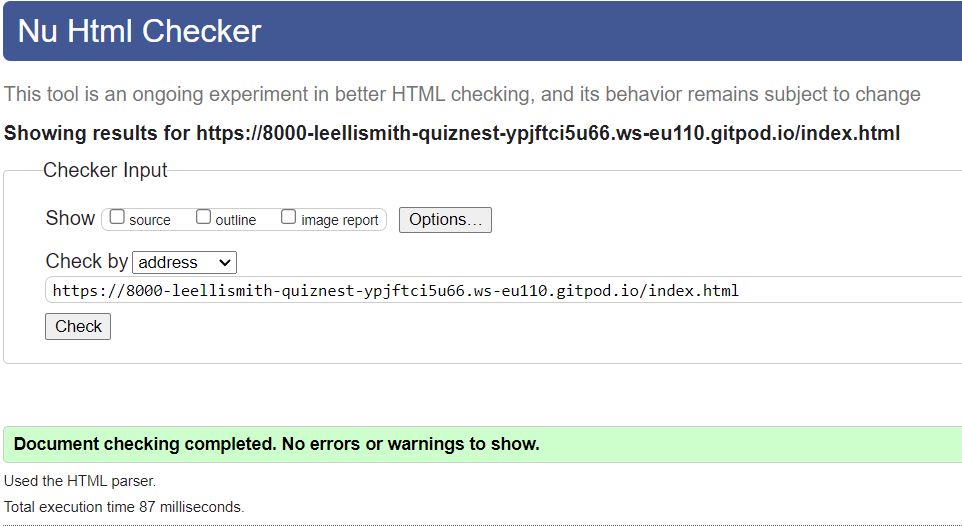 Nu Html Checker
This tool is an ongoing experiment in better HTML checking, and its behavior remains subject to change
Showing results for https://8000-leellismith-quiznest-ypjftci5u66.ws-eu110.gitpod.io/index.html
Checker Input
Show source outline image report Options...
Check by address
https://8000-leellismith-quiznest-ypjftci5u66.ws-eu110.gitpod.io/index.html
Check
Document checking completed. No errors or warnings to show.
Used the HTML parser.
Total execution time 87 milliseconds.